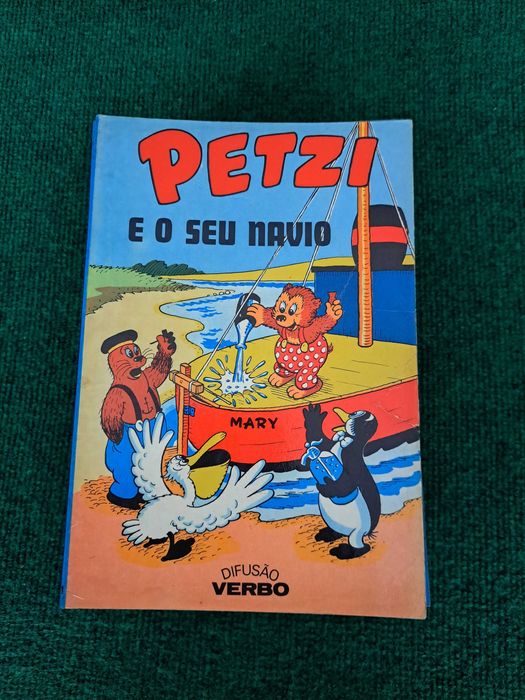 PETZI
E O SEU NAVIO
MARY
DIFUSÃO
VERBO